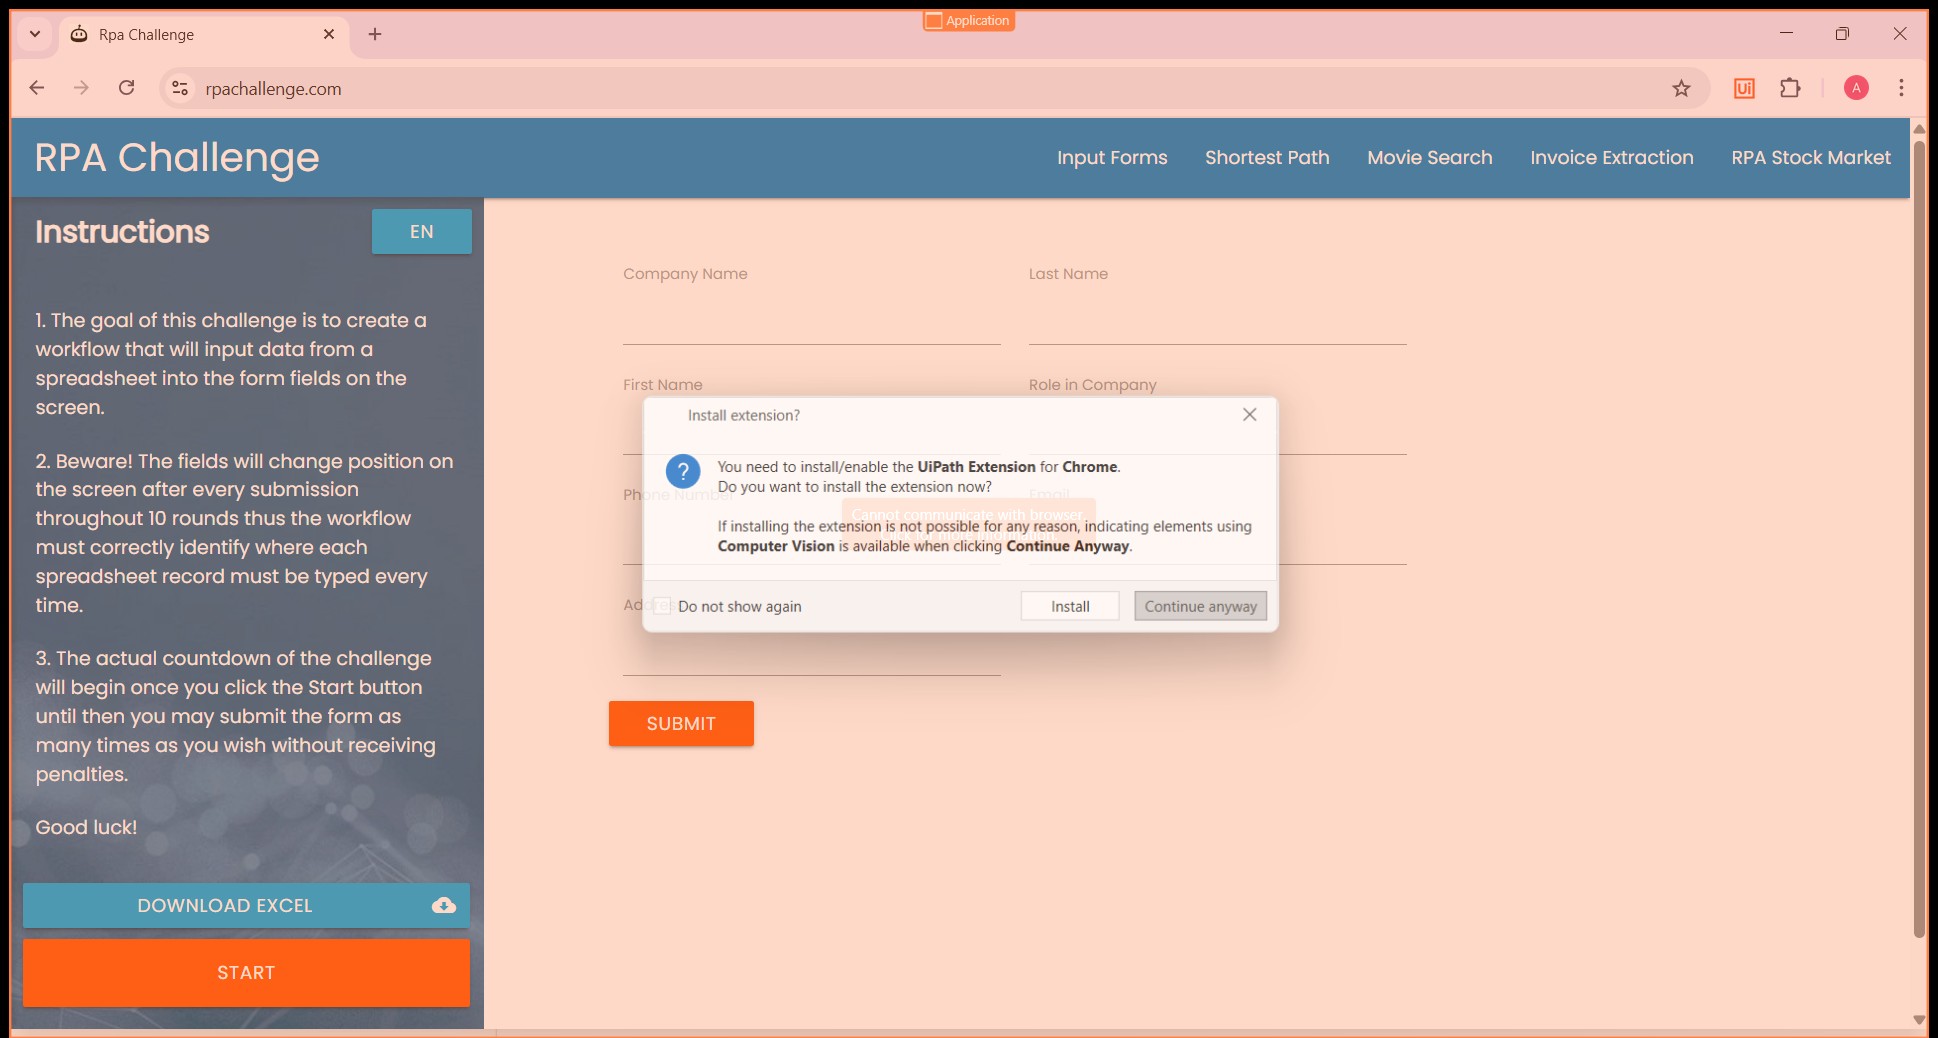 Application
Rpa Challenge
rpachallenge.com
Ui
A
RPA Challenge
Input Forms
Shortest Path
Movie Search
Invoice Extraction
RPA Stock Market
Instructions
EN
1. The goal of this challenge is to create a
workflow that will input data from a
spreadsheet into the form fields on the
screen.
2. Beware! The fields will change position on
the screen after every submission
throughout 10 rounds thus the workflow
must correctly identify where each
spreadsheet record must be typed every
time.
3. The actual countdown of the challenge
will begin once you click the Start button
until then you may submit the form as
many times as you wish without receiving
penalties.
Good luck!
DOWNLOAD EXCEL
START
Company Name
Last Name
First Name
Role in Company
Phone Number
Email
Address
SUBMIT
Install extension?
?
You need to install/enable the UiPath Extension for Chrome.
Do you want to install the extension now?
Cannot communicate with browser.
Click for more information.
If installing the extension is not possible for any reason, indicating elements using
Computer Vision is available when clicking Continue Anyway.
Do not show again
Install
Continue anyway